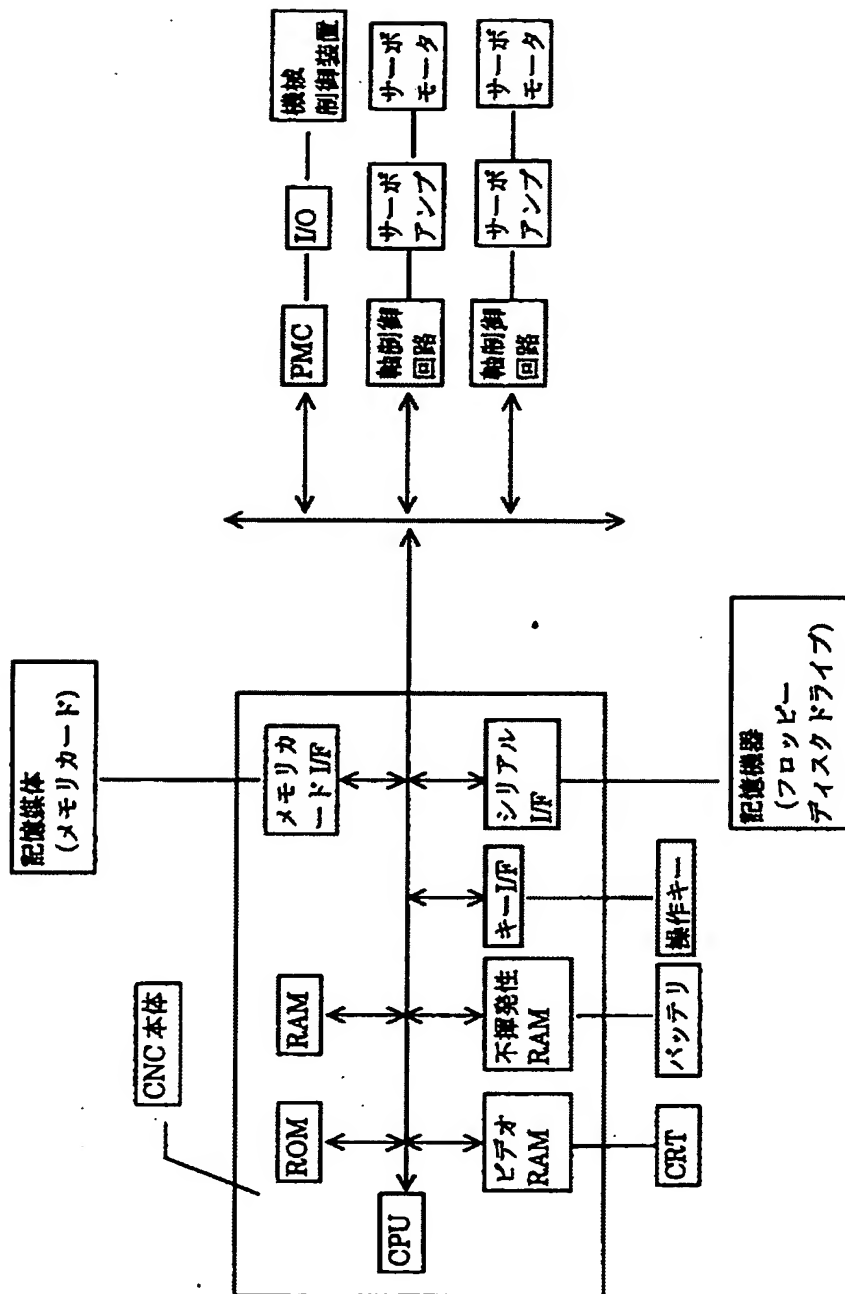 記憶媒体
(メモリカード)
CNC本体
ROM
RAM
メモリカ
ードI/F
CPU
ビデオ
RAM
不揮発性
RAM
キーI/F
シリアル
I/F
CRT
バッテリ
操作キー
記憶機器
(フロッピー
ディスクドライブ)
PMC
I/O
機械
制御装置
軸制御
回路
サーボ
アンプ
サーボ
モータ
軸制御
回路
サーボ
アンプ
サーボ
モータ